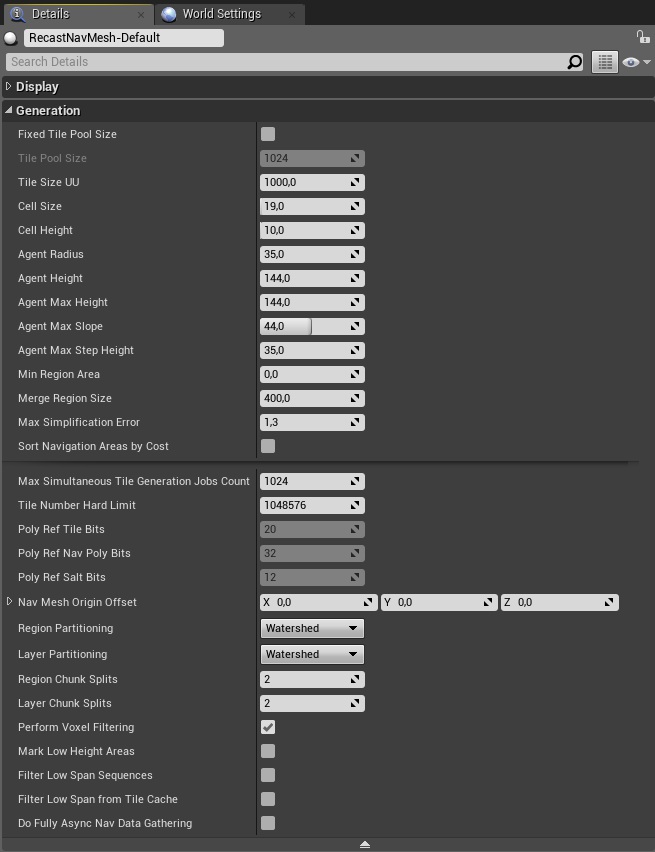 Details
World Settings
RecastNavMesh-Default
Search Details
Display
Generation
Fixed Tile Pool Size
Tile Pool Size 1024
Tile Size UU 1000,0
Cell Size 19,0
Cell Height 10,0
Agent Radius 35,0
Agent Height 144,0
Agent Max Height 144,0
Agent Max Slope 44,0
Agent Max Step Height 35,0
Min Region Area 0,0
Merge Region Size 400,0
Max Simplification Error 1,3
Sort Navigation Areas by Cost
Max Simultaneous Tile Generation Jobs Count 1024
Tile Number Hard Limit 1048576
Poly Ref Tile Bits 20
Poly Ref Nav Poly Bits 32
Poly Ref Salt Bits 12
Nav Mesh Origin Offset X 0,0 Y 0,0 Z 0,0
Region Partitioning Watershed
Layer Partitioning Watershed
Region Chunk Splits 2
Layer Chunk Splits 2
Perform Voxel Filtering
Mark Low Height Areas
Filter Low Span Sequences
Filter Low Span from Tile Cache
Do Fully Async Nav Data Gathering